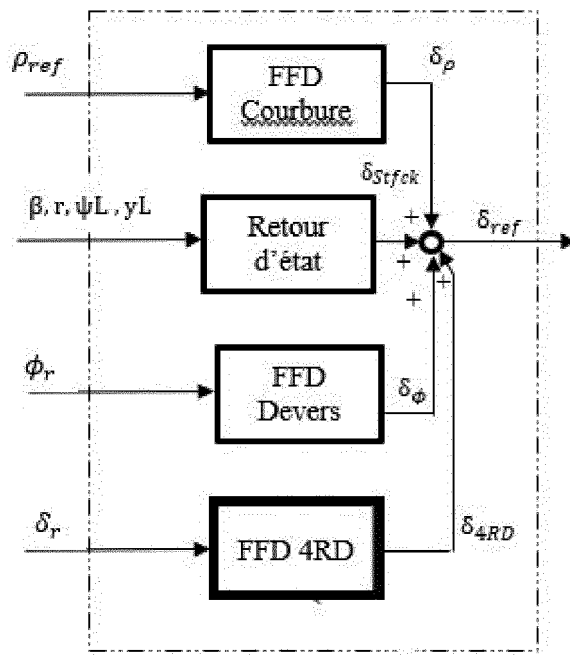 ρref
FFD
Courbure
δρ
δStfck
β, r, ψL , yL
Retour
d'état
+
+
+
+
δref
ϕr
FFD
Devers
δϕ
δr
FFD 4RD
δ4RD